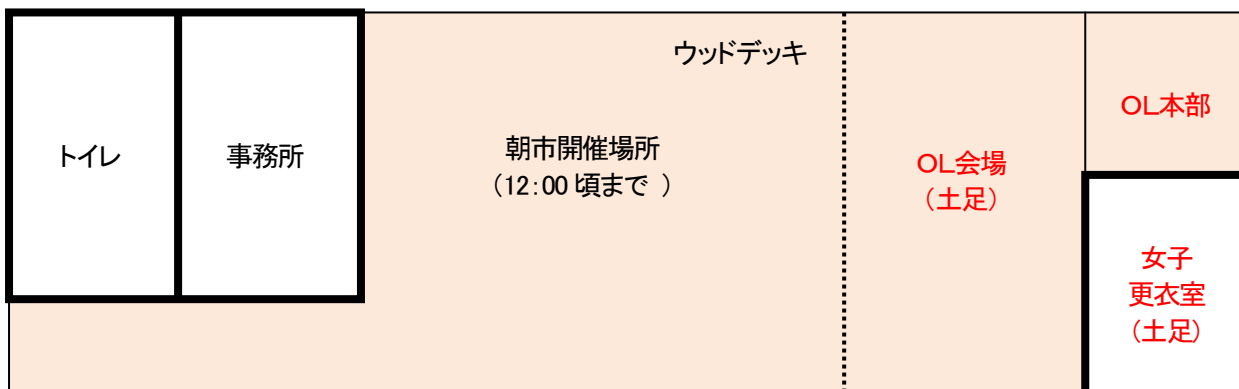 ウッドデッキ
トイレ
事務所
朝市開催場所
(12:00 頃まで )
OL会場
(土足)
OL本部
女子
更衣室
(土足)